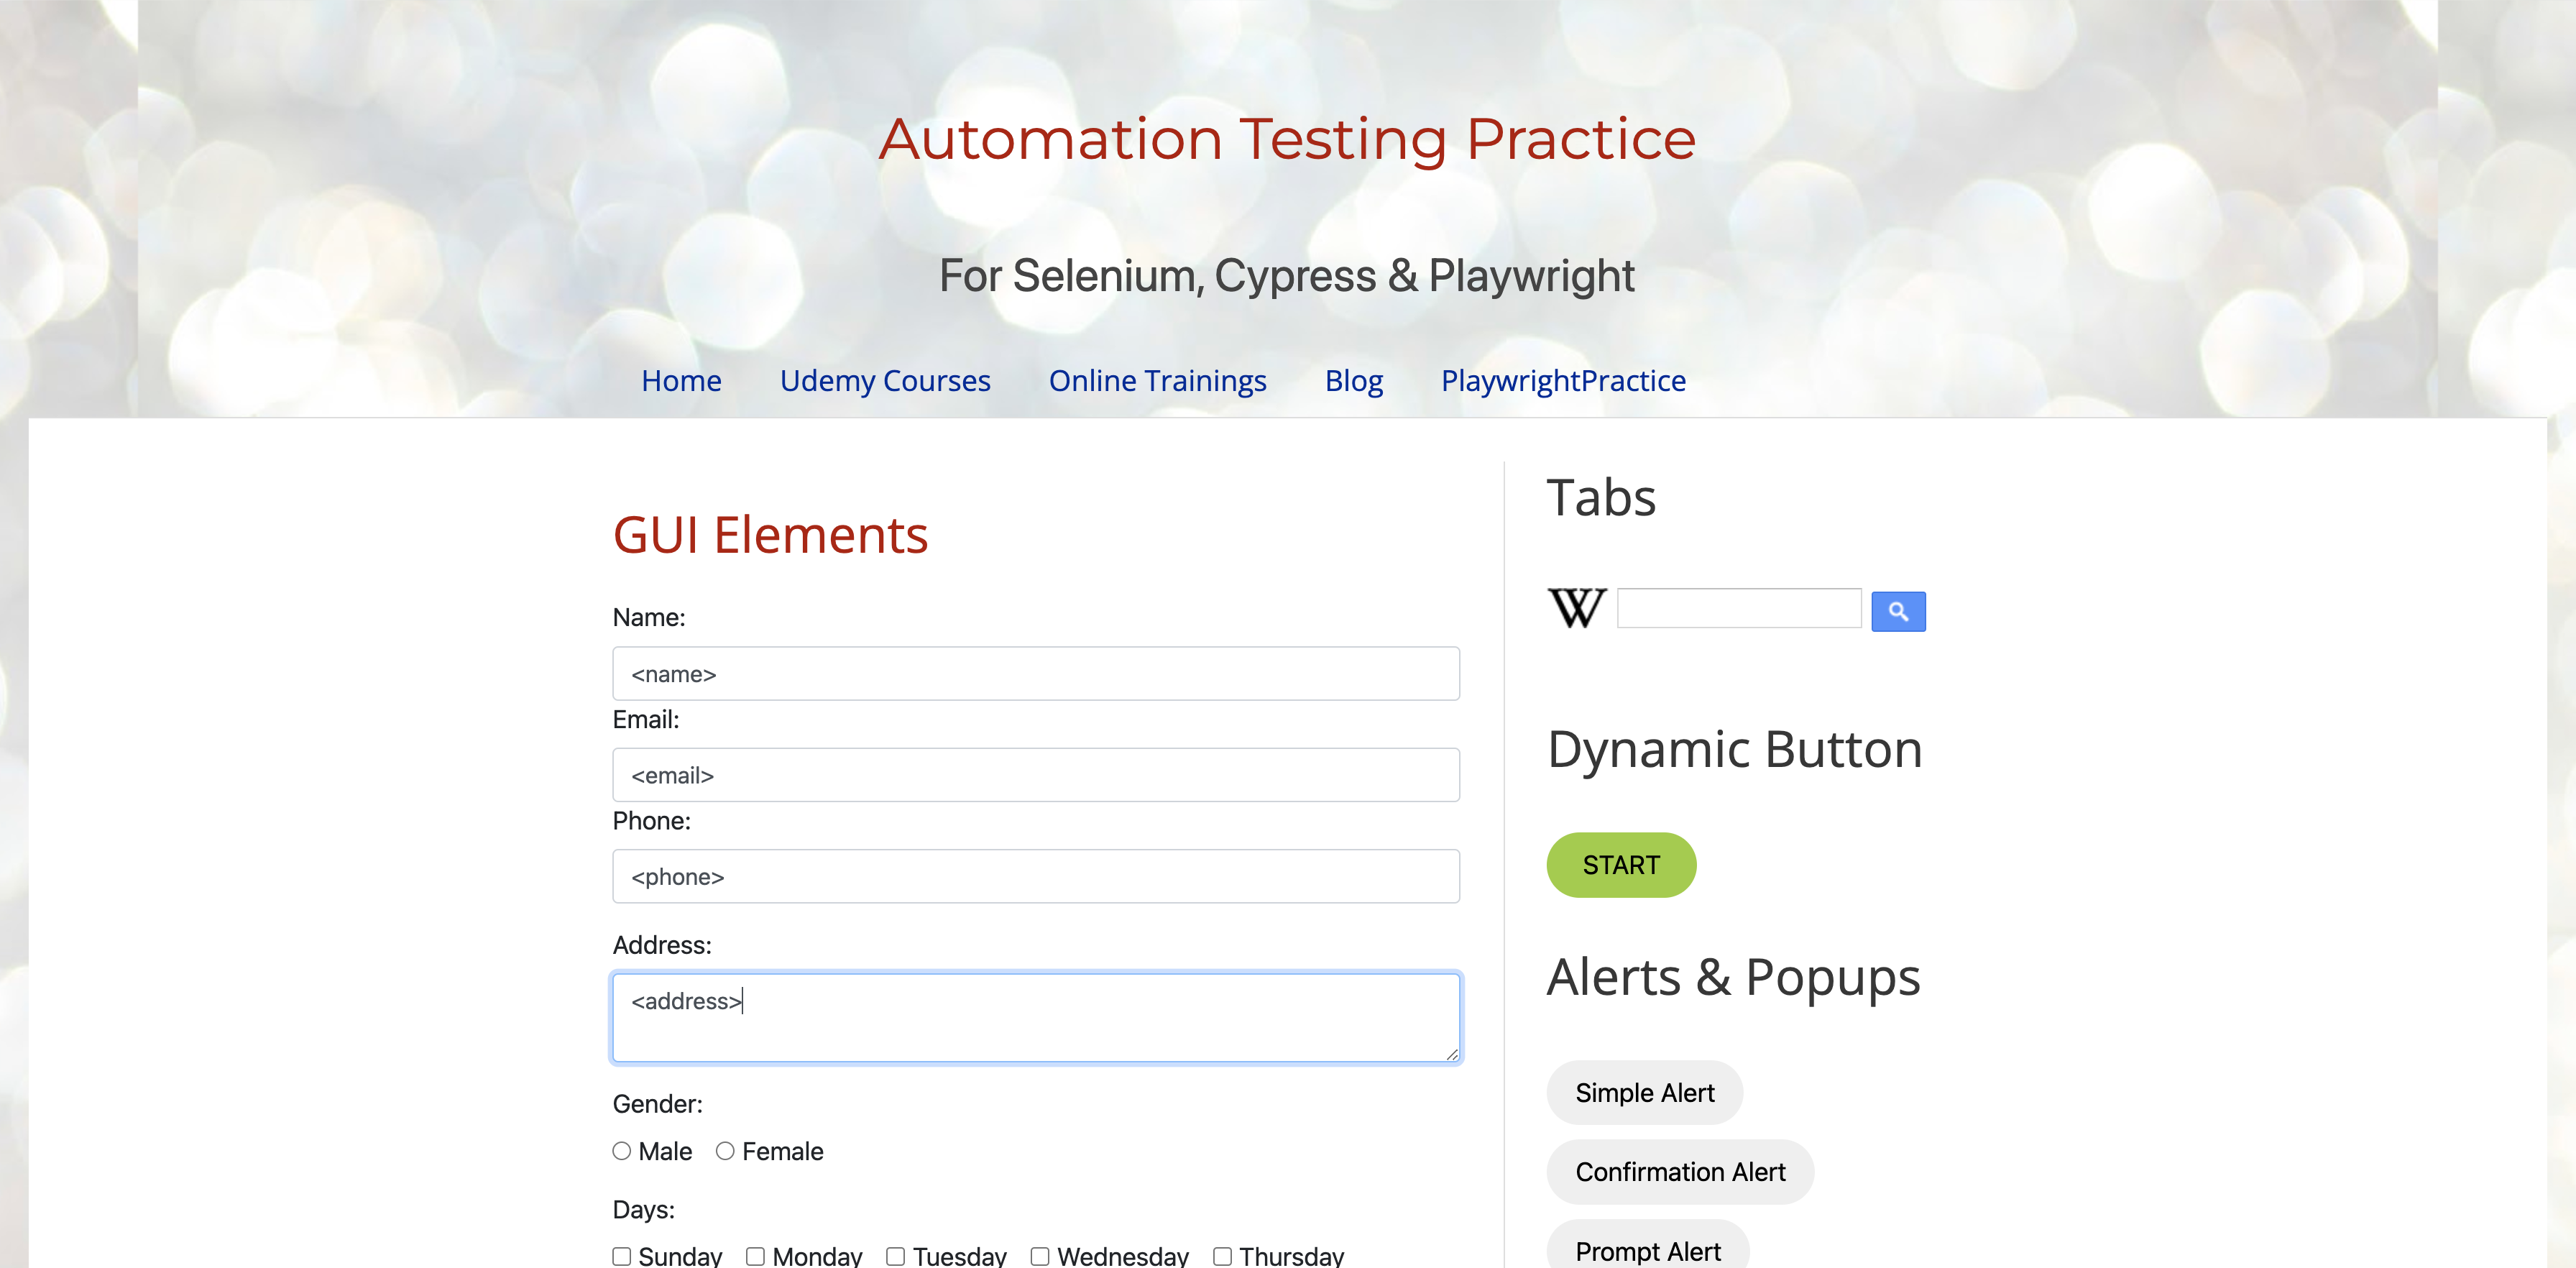 Automation Testing Practice
For Selenium, Cypress & Playwright
Home Udemy Courses Online Trainings Blog PlaywrightPractice
GUI Elements
Name:
<name>
Email:
<email>
Phone:
<phone>
Address:
<address>
Gender:
Male Female
Days:
Sunday Monday Tuesday Wednesday Thursday
Tabs
W
Dynamic Button
START
Alerts & Popups
Simple Alert
Confirmation Alert
Prompt Alert